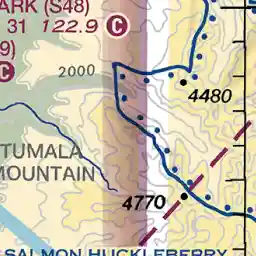 ARK (S48)
31 122.9 C
9)
C
2000
4480
TUMALA
MOUNTAIN
4770
SALMON HUCKLEBERRY